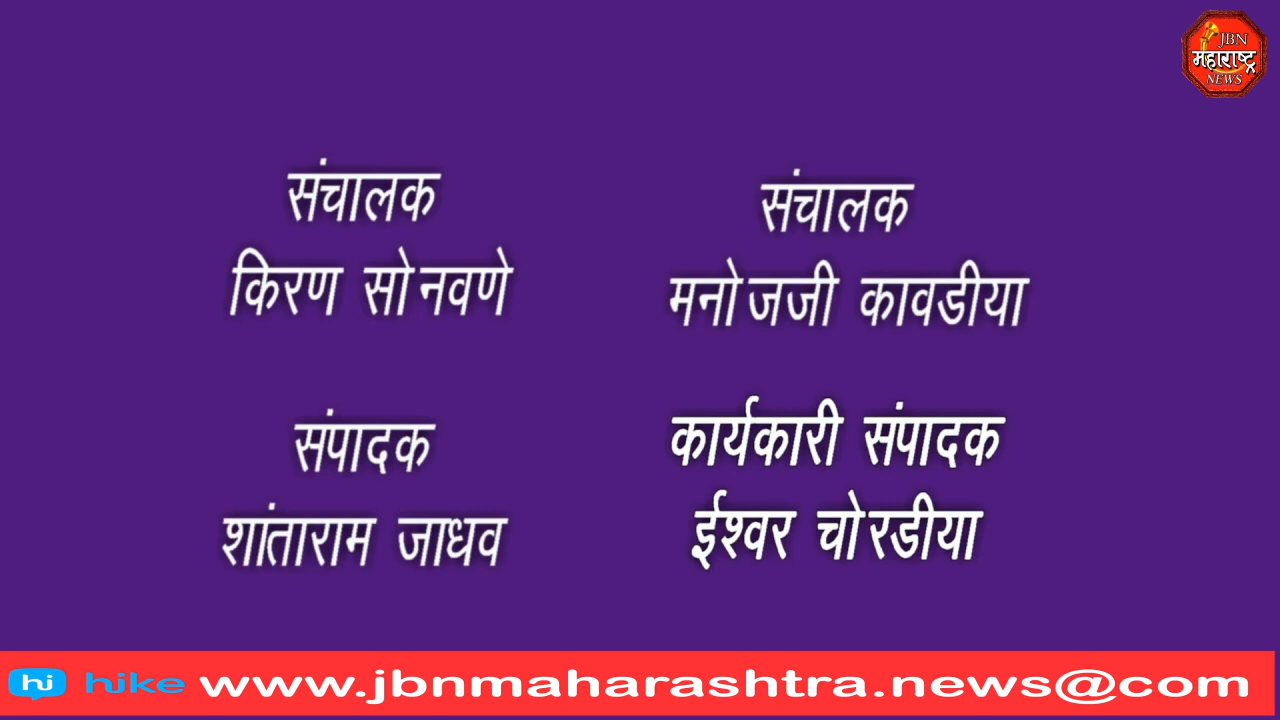 JBN
महाराष्ट्र
NEWS
संचालक
किरण सोनवणे
संचालक
मनोजजी कावडीया
संपादक
शांताराम जाधव
कार्यकारी संपादक
ईश्वर चोरडीया
hi hike www.jbnmaharashtra.news@com